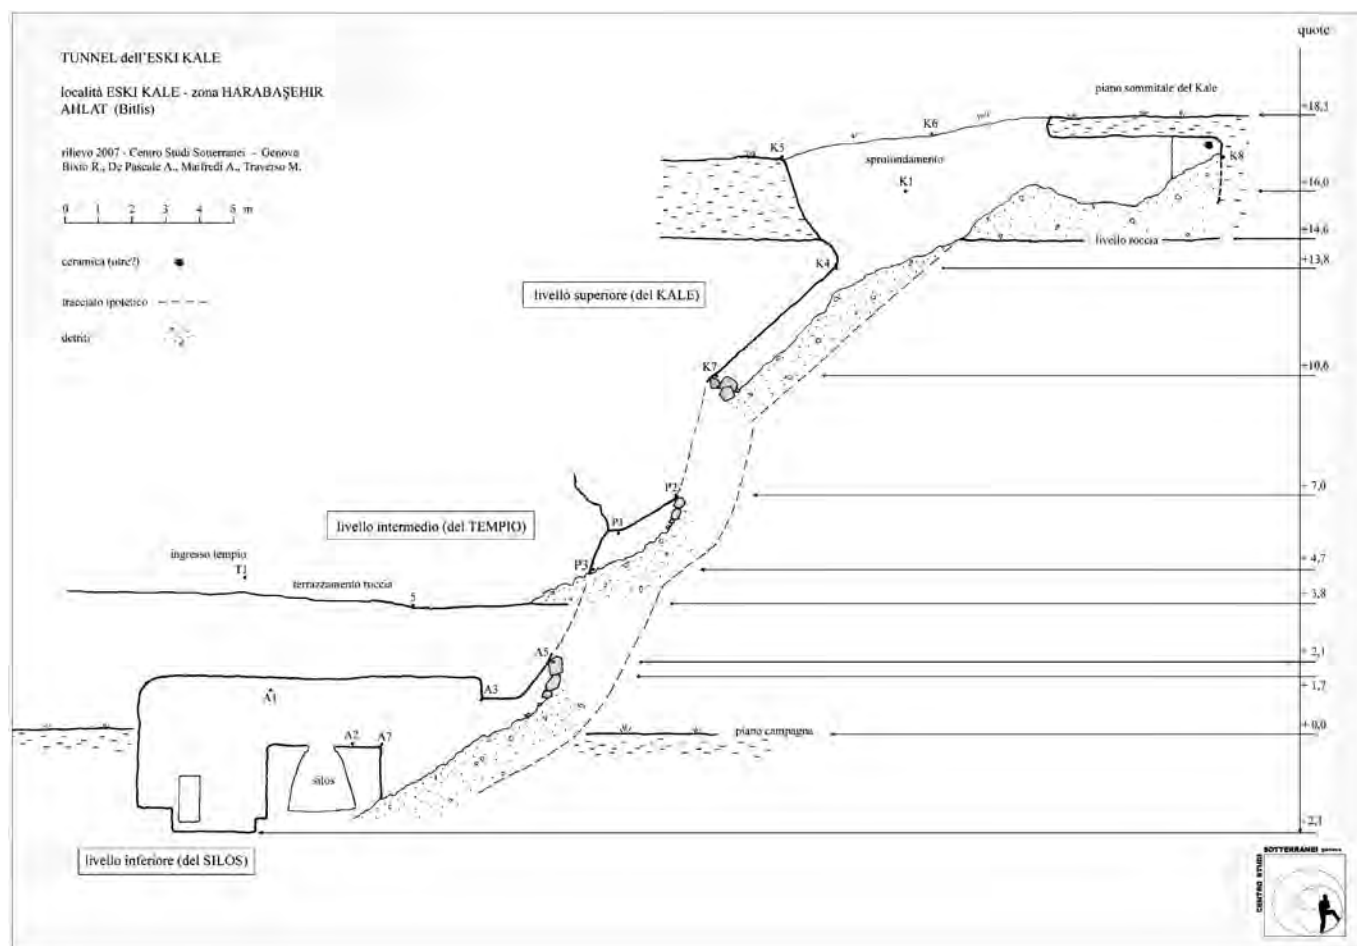 TUNNEL dell'ESKI KALE
località ESKI KALE - zona HARABAŞEHIR
AHLAT (Bitlis)
rilievo 2007 - Centro Studi Sotterranei - Genova
Bixio R., De Pascale A., Maifredi A., Traverso M.
0 1 2 3 4 5 m
ceramica (otre?)
tracciato ipotetico
detriti
quote
piano sommitale del Kale
+18,1
K6
K5
sprofondamento
K8
K1
+16,0
+14,6
livello roccia
K4
+13,8
livello superiore (del KALE)
K7
+10,6
P2
+7,0
livello intermedio (del TEMPIO)
P1
ingresso tempio
T1
P3
+4,7
terrazzamento roccia
5
+3,8
A5
+2,1
A3
A1
+1,7
piano campagna
+0,0
A2 A7
silos
-2,1
livello inferiore (del SILOS)
CENTRO STUDI
SOTTERRANEI genova